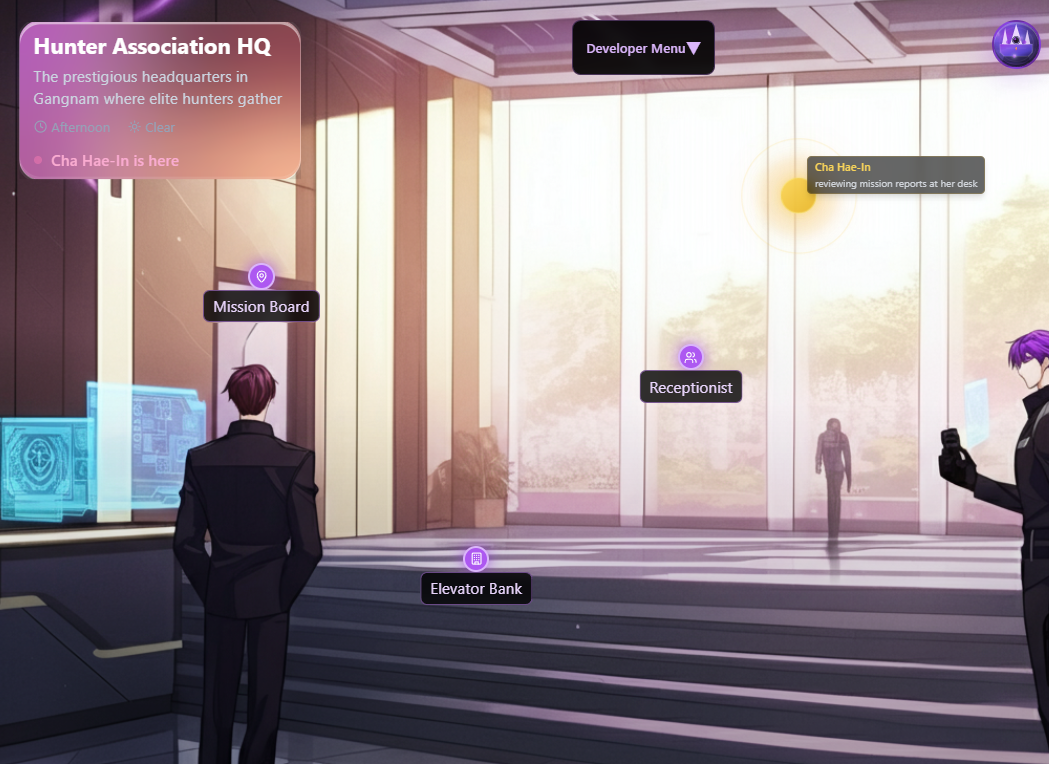 Hunter Association HQ
The prestigious headquarters in
Gangnam where elite hunters gather
Afternoon Clear
Cha Hae-In is here
Developer Menu▼
Cha Hae-In
reviewing mission reports at her desk
Mission Board
Receptionist
Elevator Bank